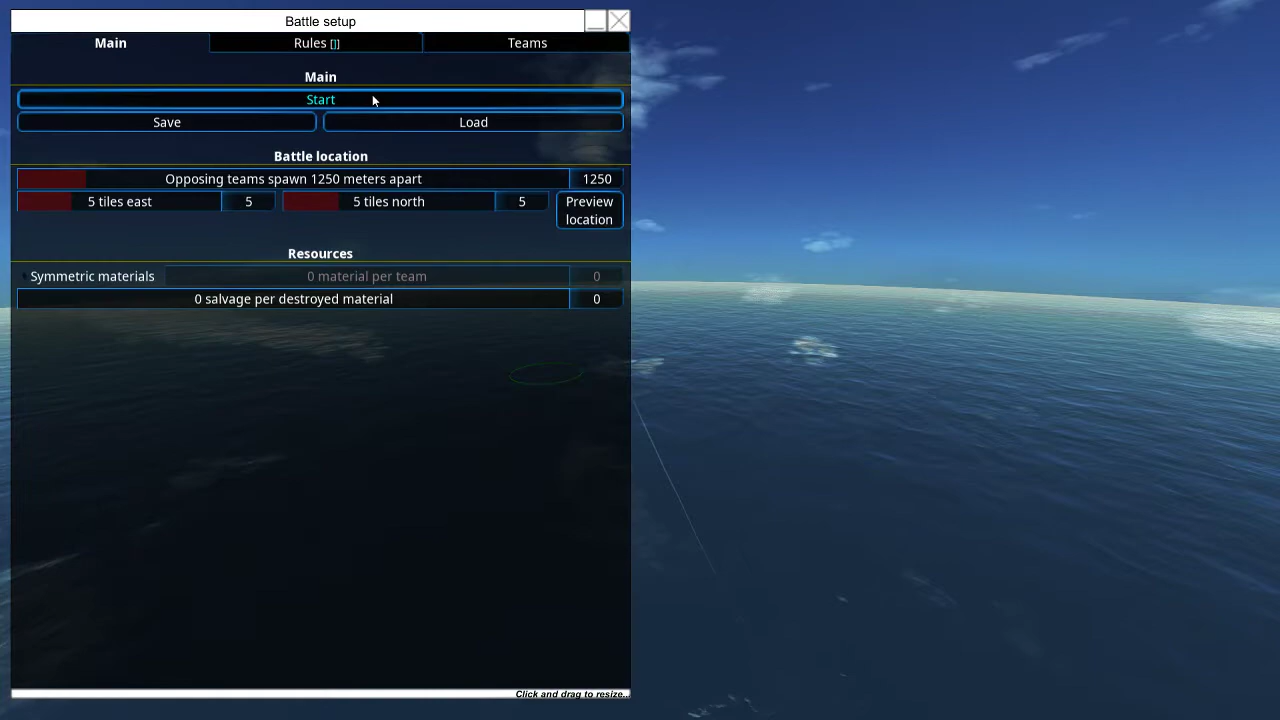 Battle setup
Main
Rules []
Teams
Main
Start
Save
Load
Battle location
Opposing teams spawn 1250 meters apart
1250
5 tiles east
5
5 tiles north
5
Preview
location
Resources
Symmetric materials
0 material per team
0
0 salvage per destroyed material
0
Click and drag to resize...